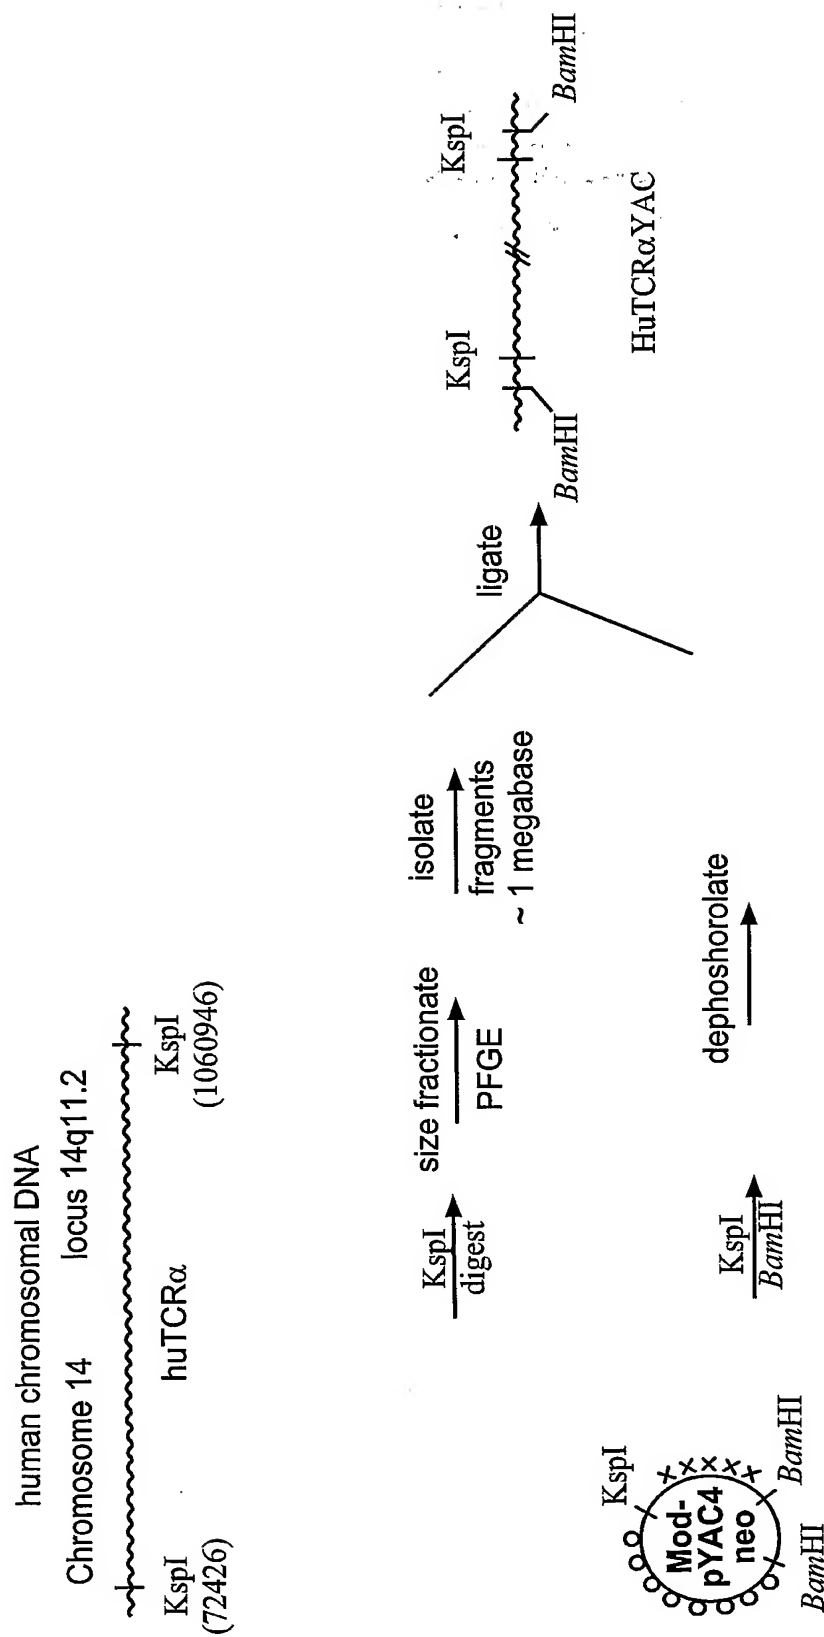 human chromosomal DNA
Chromosome 14 locus 14q11.2
KspI
(72426)
huTCRα
KspI
(1060946)
KspI
digest
size fractionate
PFGE
isolate
fragments
~ 1 megabase
ligate
KspI
KspI
BamHI
BamHI
HuTCRαYAC
KspI
Mod-
pYAC4
neo
BamHI
BamHI
KspI
BamHI
dephoshorolate